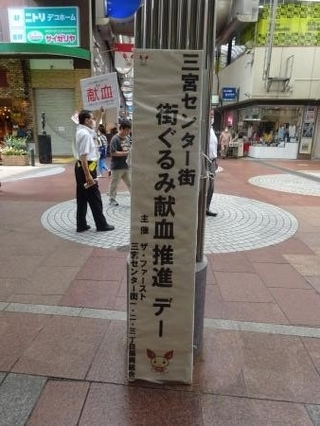 ニトリ デコホーム
サイゼリヤ
献血
三宮センター街
街ぐるみ献血推進デー
主催 ザ・ファースト
三宮センター街一・二・三丁目振興組合